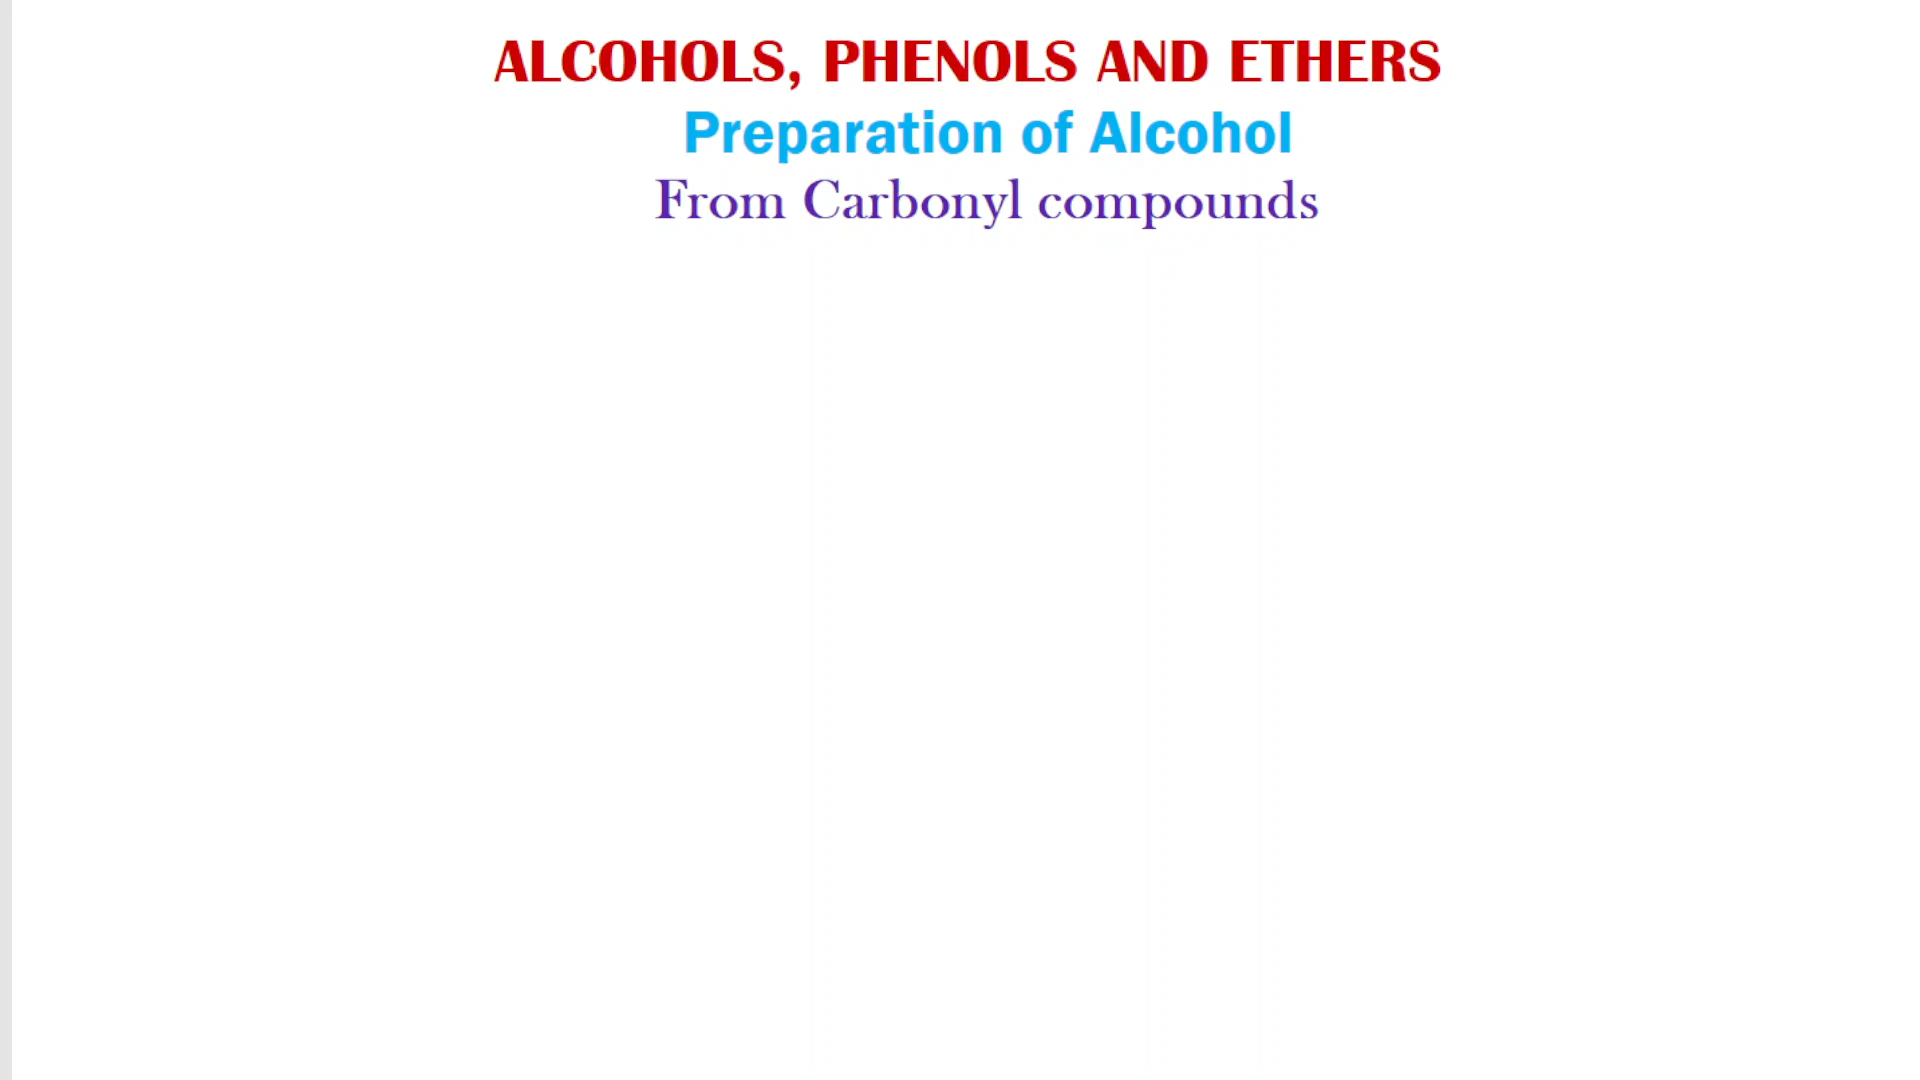 ALCOHOLS, PHENOLS AND ETHERS
Preparation of Alcohol
From Carbonyl compounds